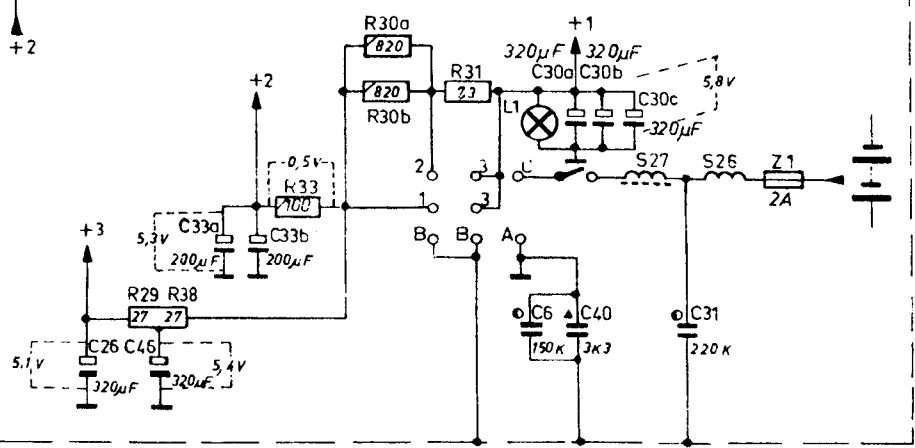 +2
R30a
820
820
R30b
R31
23
+1
320µF 320µF
C30a C30b
5,8V
C30c
320µF
L1
+2
0,5V
R33
100
2
1
B
3
3
B
C
A
S27
S26
Z1
2A
+3
5,3V
C33a
C33b
200µF
200µF
R29 R38
27 27
C26 C46
5,1V
320µF
320µF
5,4V
C6
150K
C40
3K3
C31
220K